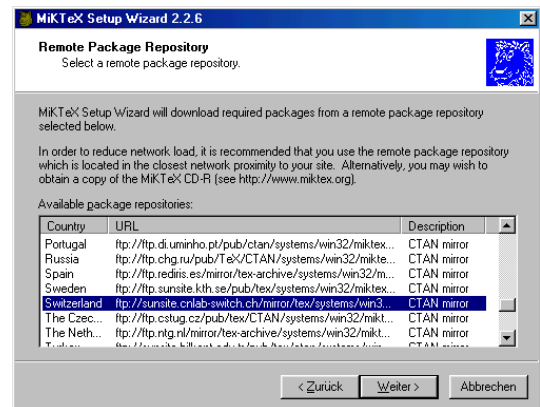 MiKTeX Setup Wizard 2.2.6
Remote Package Repository
Select a remote package repository.
MiKTeX Setup Wizard will download required packages from a remote package repository
selected below.
In order to reduce network load, it is recommended that you use the remote package repository
which is located in the closest network proximity to your site. Alternatively, you may wish to
obtain a copy of the MiKTeX CD-R (see http://www.miktex.org).
Available package repositories:
Country URL Description
Portugal ftp://ftp.di.uminho.pt/pub/ctan/systems/win32/miktex... CTAN mirror
Russia ftp://ftp.chg.ru/pub/TeX/CTAN/systems/win32/mikte... CTAN mirror
Spain ftp://ftp.rediris.es/mirror/tex-archive/systems/win32/m... CTAN mirror
Sweden ftp://ftp.sunsite.kth.se/pub/tex/systems/win32/miktex... CTAN mirror
Switzerland ftp://sunsite.cnlab-switch.ch/mirror/tex/systems/win3... CTAN mirror
The Czec... ftp://ftp.cstug.cz/pub/tex/CTAN/systems/win32/mikt... CTAN mirror
The Neth... ftp://ftp.ntg.nl/mirror/tex-archive/systems/win32/mikt... CTAN mirror
< Zurück Weiter > Abbrechen